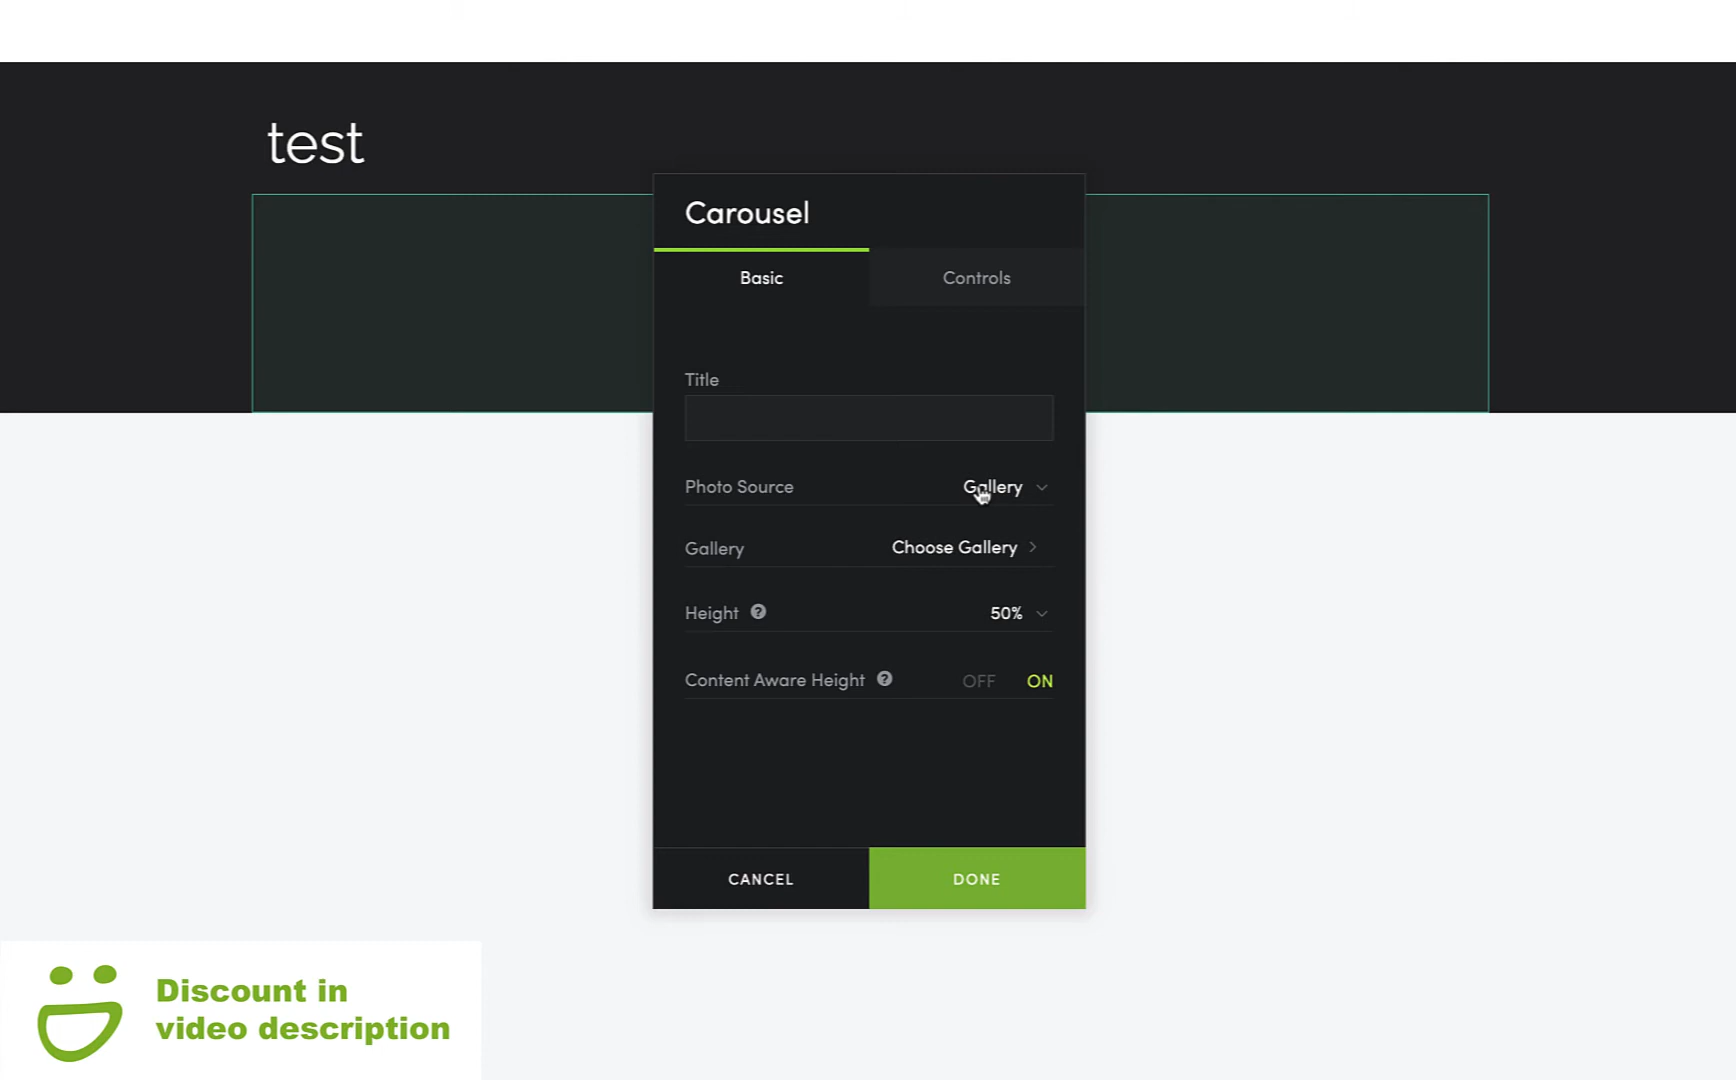 test
Carousel
Basic
Controls
Title
Photo Source
Gallery
Gallery
Choose Gallery
Height
50%
Content Aware Height
OFF
ON
CANCEL
DONE
Discount in
video description